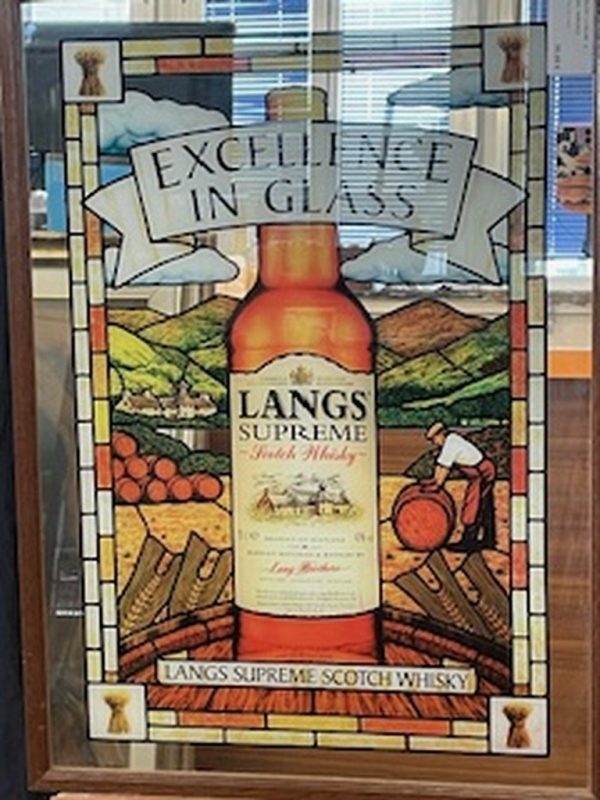 EXCELLENCE
IN GLASS
LANGS
SUPREME
Scotch Whisky
Lang Brothers
LANGS SUPREME SCOTCH WHISKY